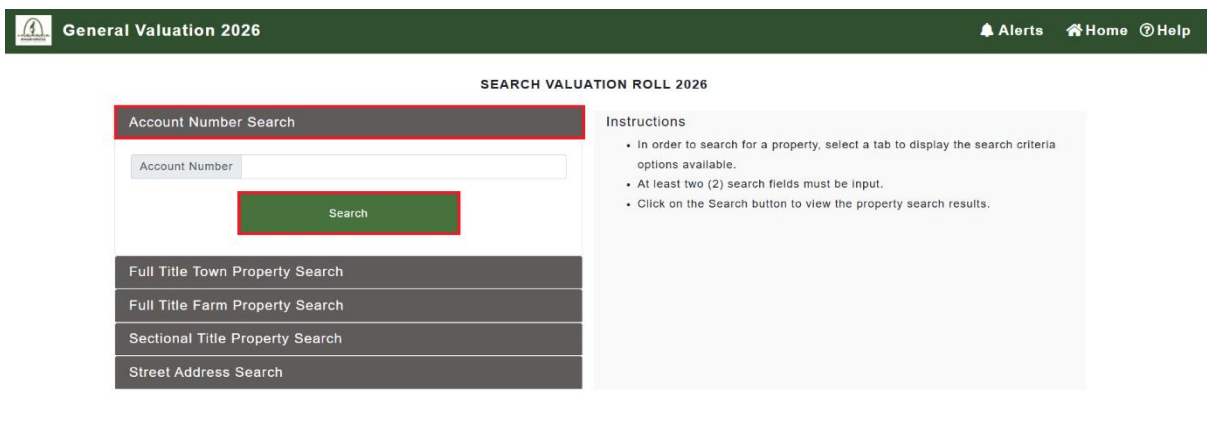 General Valuation 2026
Alerts
Home
Help
SEARCH VALUATION ROLL 2026
Account Number Search
Account Number
Search
Full Title Town Property Search
Full Title Farm Property Search
Sectional Title Property Search
Street Address Search
Instructions
• In order to search for a property, select a tab to display the search criteria
options available.
• At least two (2) search fields must be input.
• Click on the Search button to view the property search results.